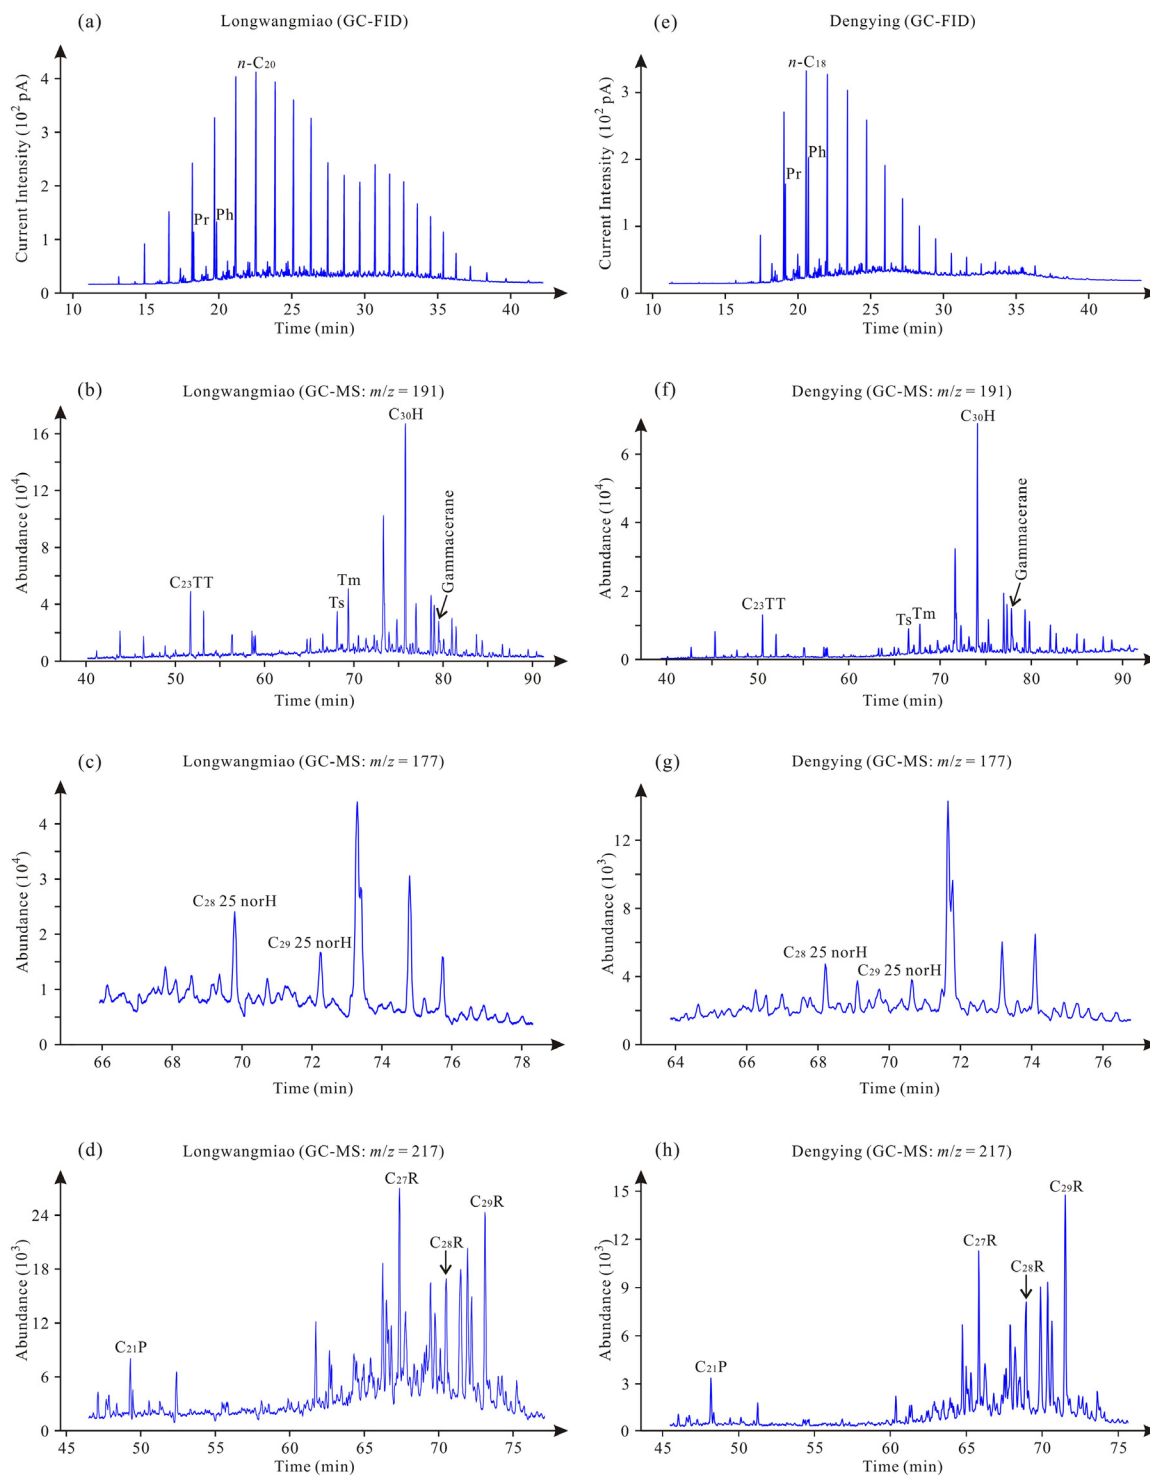 (a) Longwangmiao (GC-FID)
Current Intensity (10² pA)
4
3
2
1
0
n-C₂₀
Pr
Ph
10 15 20 25 30 35 40
Time (min)
(e) Dengying (GC-FID)
Current Intensity (10² pA)
3
2
1
0
n-C₁₈
Pr
Ph
10 15 20 25 30 35 40
Time (min)
(b) Longwangmiao (GC-MS: m/z = 191)
Abundance (10⁴)
16
12
8
4
0
C₃₀H
Gammacerane
C₂₃TT
Tm
Ts
40 50 60 70 80 90
Time (min)
(f) Dengying (GC-MS: m/z = 191)
Abundance (10⁴)
6
4
2
0
C₃₀H
Gammacerane
C₂₃TT
Ts Tm
40 50 60 70 80 90
Time (min)
(c) Longwangmiao (GC-MS: m/z = 177)
Abundance (10⁴)
4
3
2
1
0
C₂₈ 25 norH
C₂₉ 25 norH
66 68 70 72 74 76 78
Time (min)
(g) Dengying (GC-MS: m/z = 177)
Abundance (10³)
12
8
4
0
C₂₈ 25 norH
C₂₉ 25 norH
64 66 68 70 72 74 76
Time (min)
(d) Longwangmiao (GC-MS: m/z = 217)
Abundance (10³)
24
18
12
6
0
C₂₇R
C₂₉R
C₂₈R
C₂₁P
45 50 55 60 65 70 75
Time (min)
(h) Dengying (GC-MS: m/z = 217)
Abundance (10³)
15
12
9
6
3
0
C₂₉R
C₂₇R
C₂₈R
C₂₁P
45 50 55 60 65 70 75
Time (min)